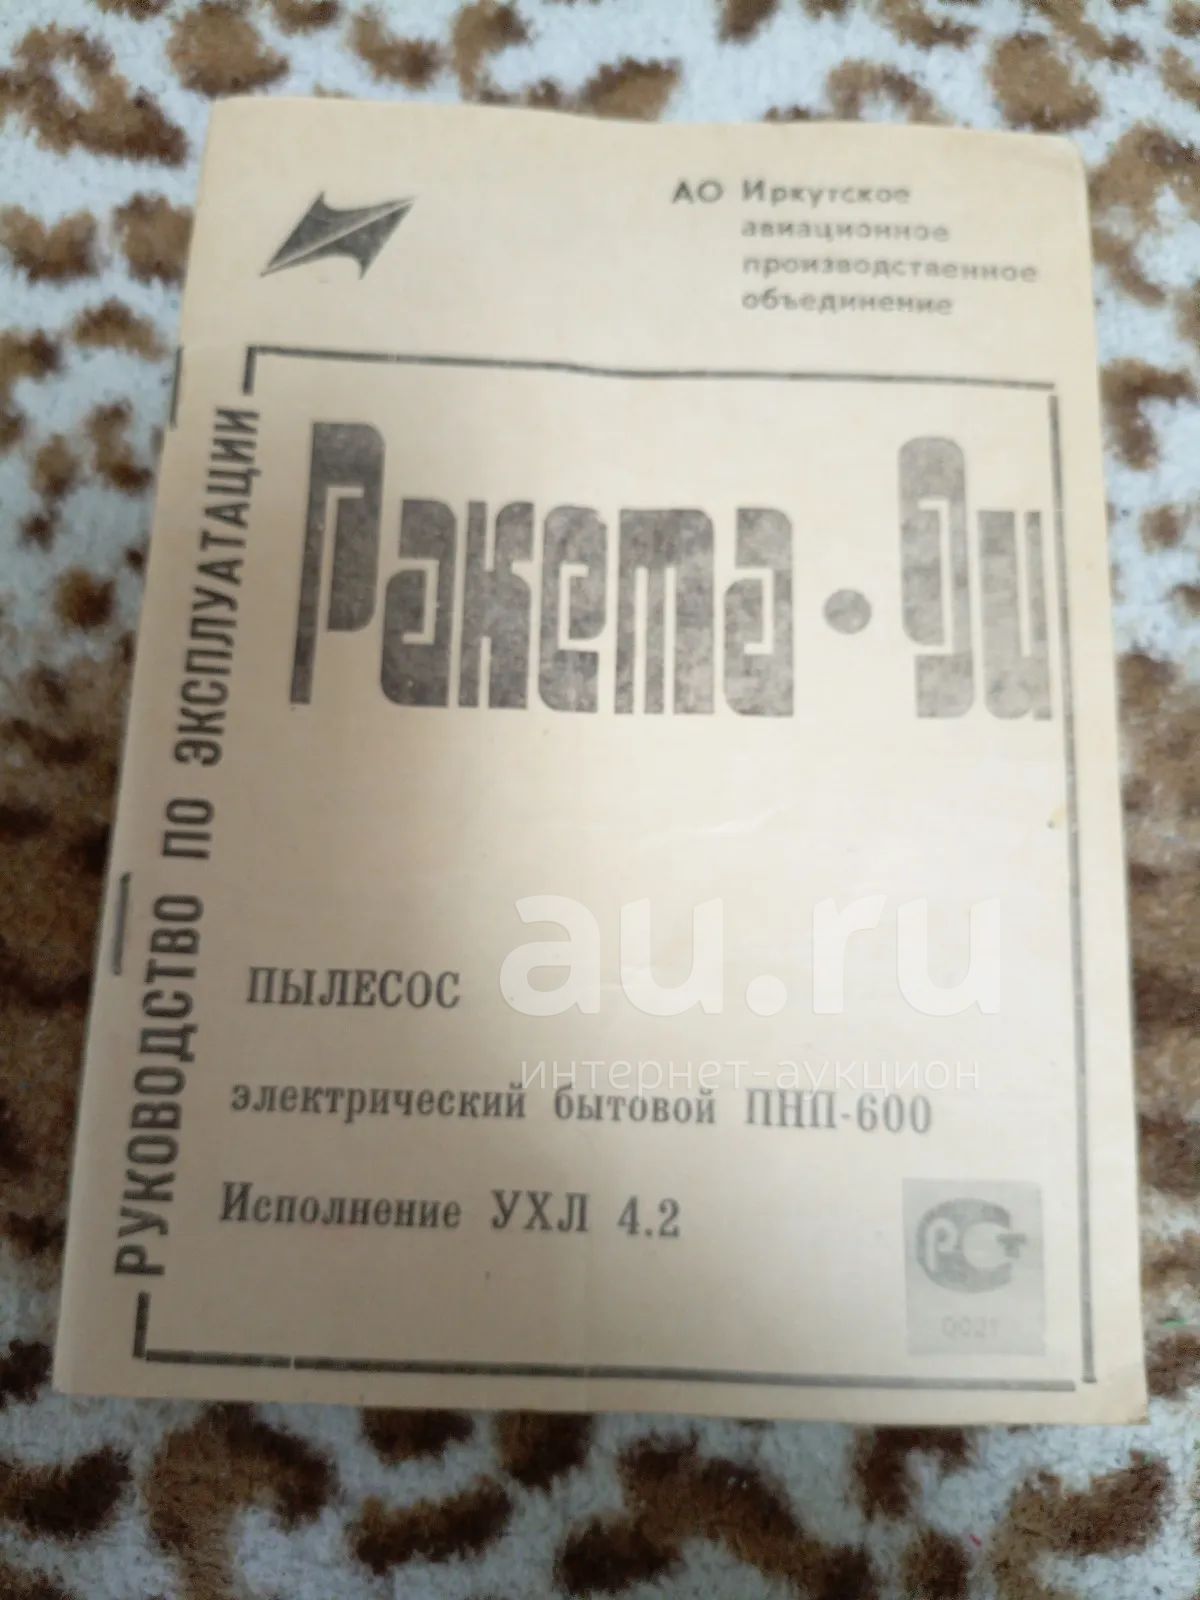 АО Иркутское
авиационное
производственное
объединение
РУКОВОДСТВО ПО ЭКСПЛУАТАЦИИ
Ракета · 9и
au.ru
интернет-аукцион
ПЫЛЕСОС
электрический бытовой ПНП-600
Исполнение УХЛ 4.2
РСТ
0021